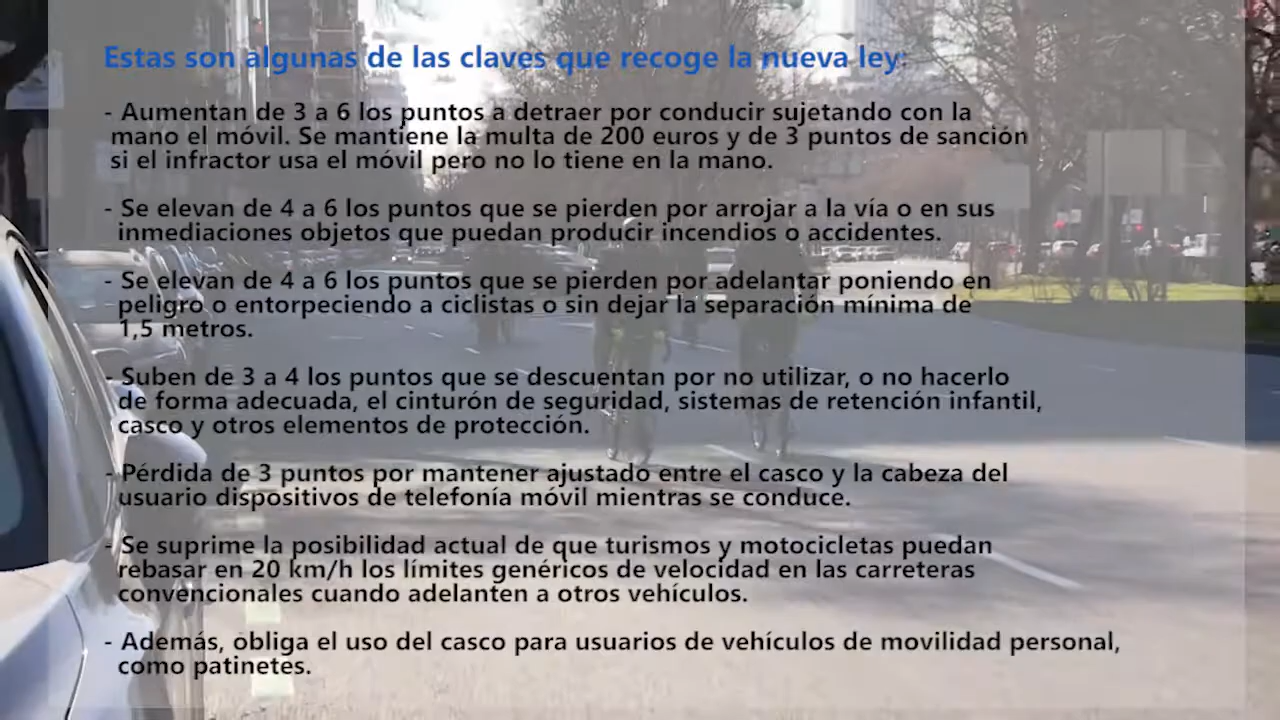 Estas son algunas de las claves que recoge la nueva ley:
- Aumentan de 3 a 6 los puntos a detraer por conducir sujetando con la
mano el móvil. Se mantiene la multa de 200 euros y de 3 puntos de sanción
si el infractor usa el móvil pero no lo tiene en la mano.
- Se elevan de 4 a 6 los puntos que se pierden por arrojar a la vía o en sus
inmediaciones objetos que puedan producir incendios o accidentes.
- Se elevan de 4 a 6 los puntos que se pierden por adelantar poniendo en
peligro o entorpeciendo a ciclistas o sin dejar la separación mínima de
1,5 metros.
- Suben de 3 a 4 los puntos que se descuentan por no utilizar, o no hacerlo
de forma adecuada, el cinturón de seguridad, sistemas de retención infantil,
casco y otros elementos de protección.
- Pérdida de 3 puntos por mantener ajustado entre el casco y la cabeza del
usuario dispositivos de telefonía móvil mientras se conduce.
- Se suprime la posibilidad actual de que turismos y motocicletas puedan
rebasar en 20 km/h los límites genéricos de velocidad en las carreteras
convencionales cuando adelanten a otros vehículos.
- Además, obliga el uso del casco para usuarios de vehículos de movilidad personal,
como patinetes.